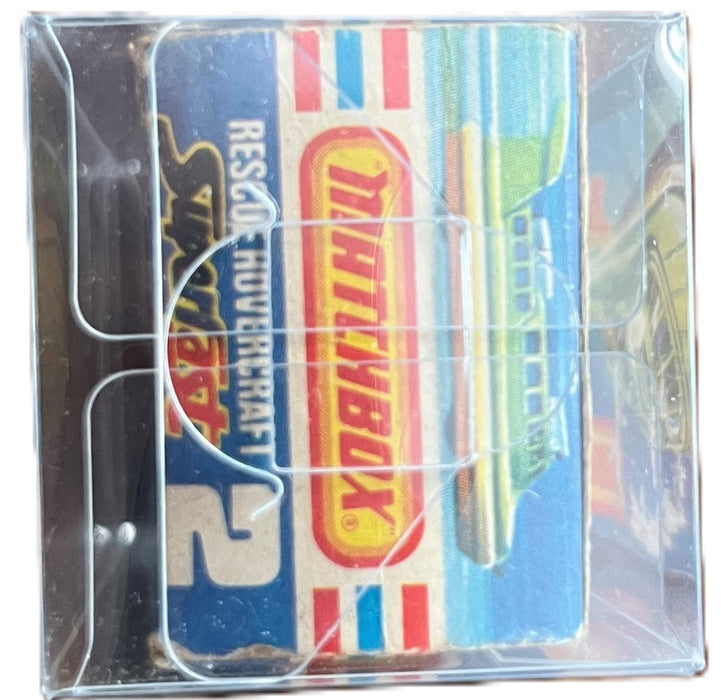 MATCHBOX ®
RESCUE HOVERCRAFT 2
Superfast